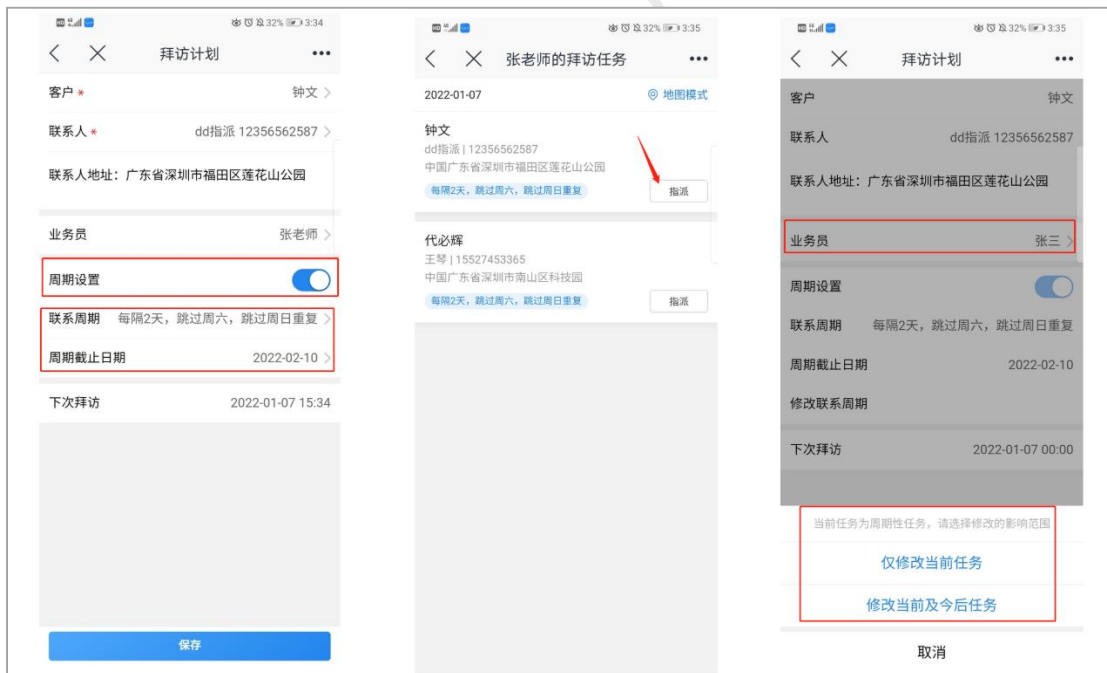 HD 32% 3:34
拜访计划
客户 * 钟文
联系人 * dd指派 12356562587
联系人地址：广东省深圳市福田区莲花山公园
业务员 张老师
周期设置
联系周期 每隔2天，跳过周六，跳过周日重复
周期截止日期 2022-02-10
下次拜访 2022-01-07 15:34
保存
HD 32% 3:35
张老师的拜访任务
2022-01-07 地图模式
钟文
dd指派 | 12356562587
中国广东省深圳市福田区莲花山公园
每隔2天，跳过周六，跳过周日重复 指派
代必辉
王琴 | 15527453365
中国广东省深圳市南山区科技园
每隔2天，跳过周六，跳过周日重复 指派
HD 32% 3:35
拜访计划
客户 钟文
联系人 dd指派 12356562587
联系人地址：广东省深圳市福田区莲花山公园
业务员 张三
周期设置
联系周期 每隔2天，跳过周六，跳过周日重复
周期截止日期 2022-02-10
修改联系周期
下次拜访 2022-01-07 00:00
当前任务为周期性任务，请选择修改的影响范围
仅修改当前任务
修改当前及今后任务
取消